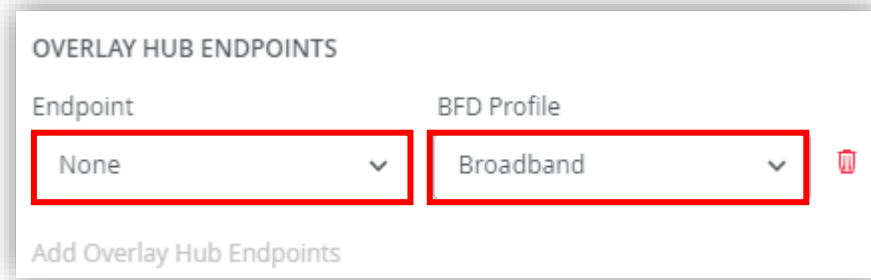 OVERLAY HUB ENDPOINTS
Endpoint BFD Profile
None Broadband
Add Overlay Hub Endpoints